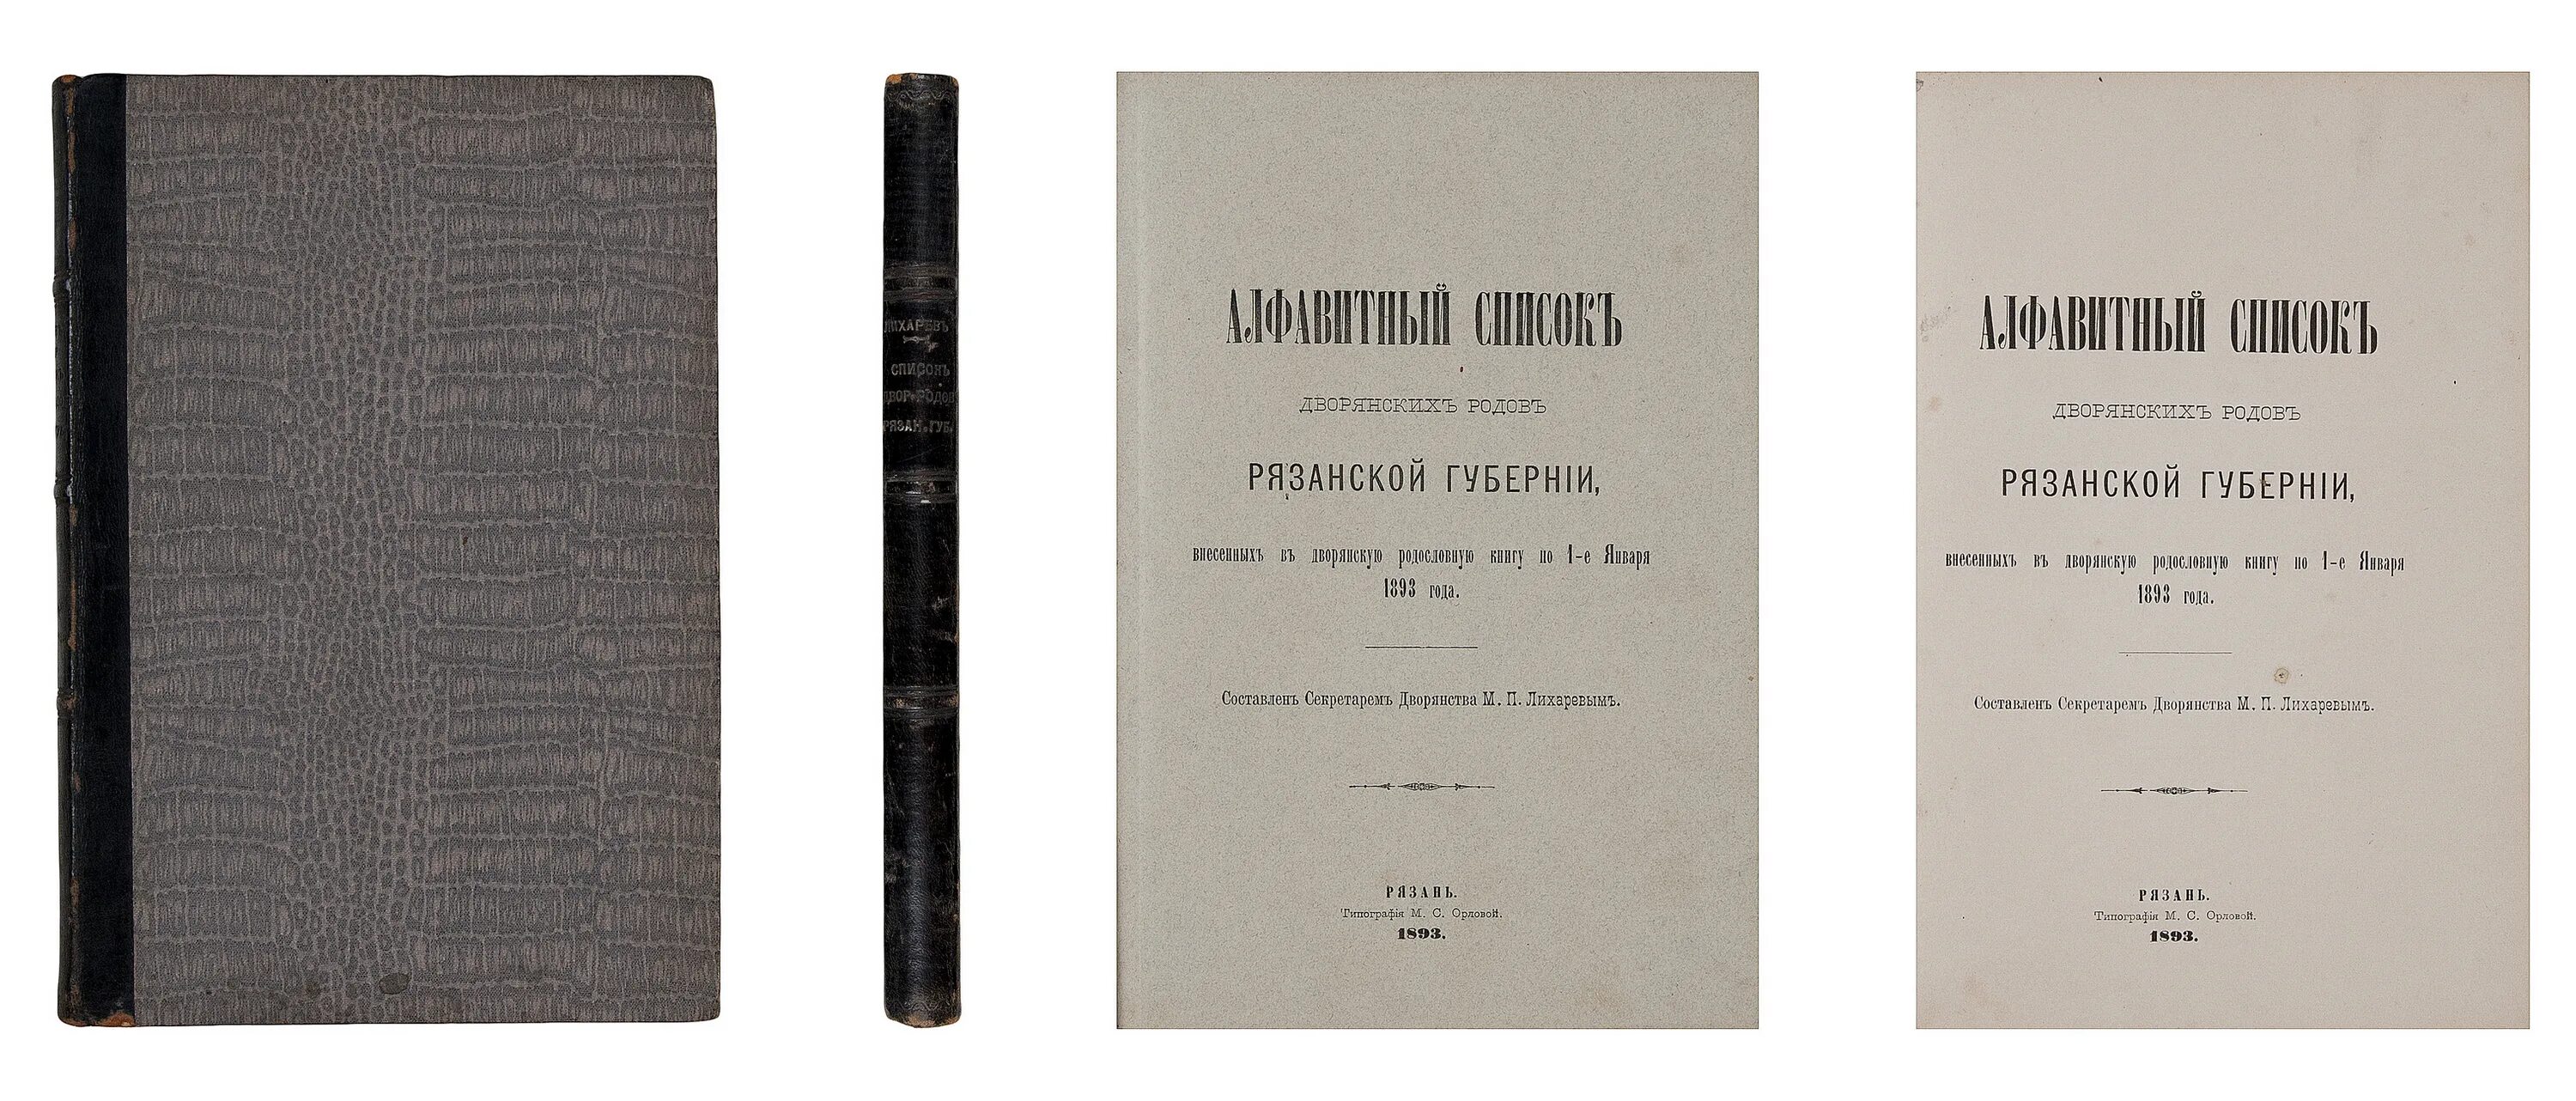 ЛИХАРЕВЪ
СПИСОКЪ
ДВОР. РОДОВ
РЯЗАН. ГУБ.
АЛФАВИТНЫЙ СПИСОКЪ
ДВОРЯНСКИХЪ РОДОВЪ
РЯЗАНСКОЙ ГУБЕРНІИ,
внесенныхъ въ дворянскую родословную книгу по 1-е Января
1893 года.
Составленъ Секретаремъ Дворянства М. П. Лихаревымъ.
РЯЗАНЬ.
Типографія М. С. Орловой.
1893.
АЛФАВИТНЫЙ СПИСОКЪ
ДВОРЯНСКИХЪ РОДОВЪ
РЯЗАНСКОЙ ГУБЕРНІИ,
внесенныхъ въ дворянскую родословную книгу по 1-е Января
1893 года.
Составленъ Секретаремъ Дворянства М. П. Лихаревымъ.
РЯЗАНЬ.
Типографія М. С. Орловой.
1893.